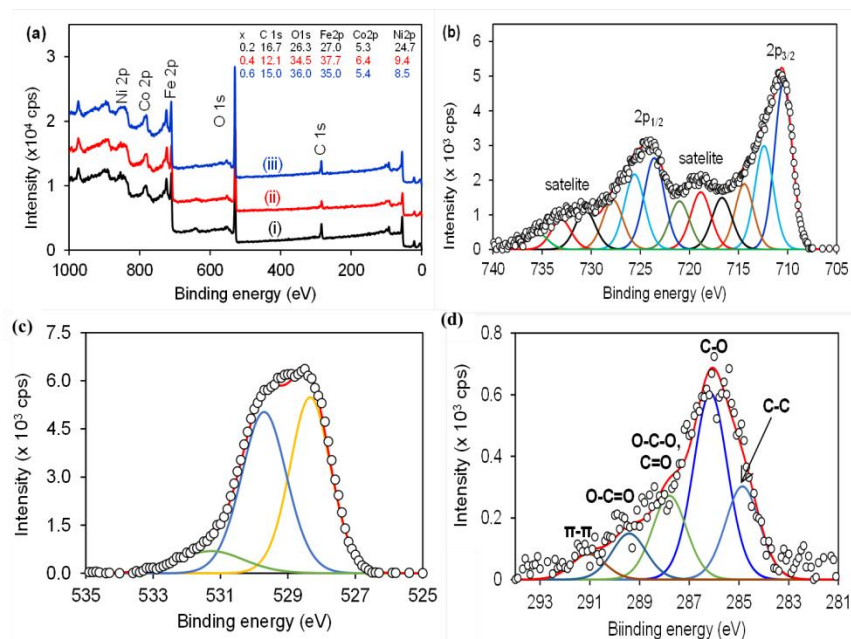 (a)
x C 1s O1s Fe2p Co2p Ni2p
0.2 16.7 26.3 27.0 5.3 24.7
0.4 12.1 34.5 37.7 6.4 9.4
0.6 15.0 36.0 35.0 5.4 8.5
Ni 2p
Co 2p
Fe 2p
O 1s
C 1s
(iii)
(ii)
(i)
3
2
1
0
Intensity (x10⁴ cps)
1000 800 600 400 200 0
Binding energy (eV)
(b)
2p3/2
2p1/2
satelite
satelite
6
5
4
3
2
1
0
Intensity (x 10³ cps)
740 735 730 725 720 715 710 705
Binding energy (eV)
(c)
7.5
6.0
4.5
3.0
1.5
0.0
Intensity (x 10³ cps)
535 533 531 529 527 525
Binding energy (eV)
(d)
C-O
C-C
O-C-O,
C=O
O-C=O
π-π
0.8
0.6
0.4
0.2
0
Intensity (x 10³ cps)
293 291 289 287 285 283 281
Biinding energy (eV)